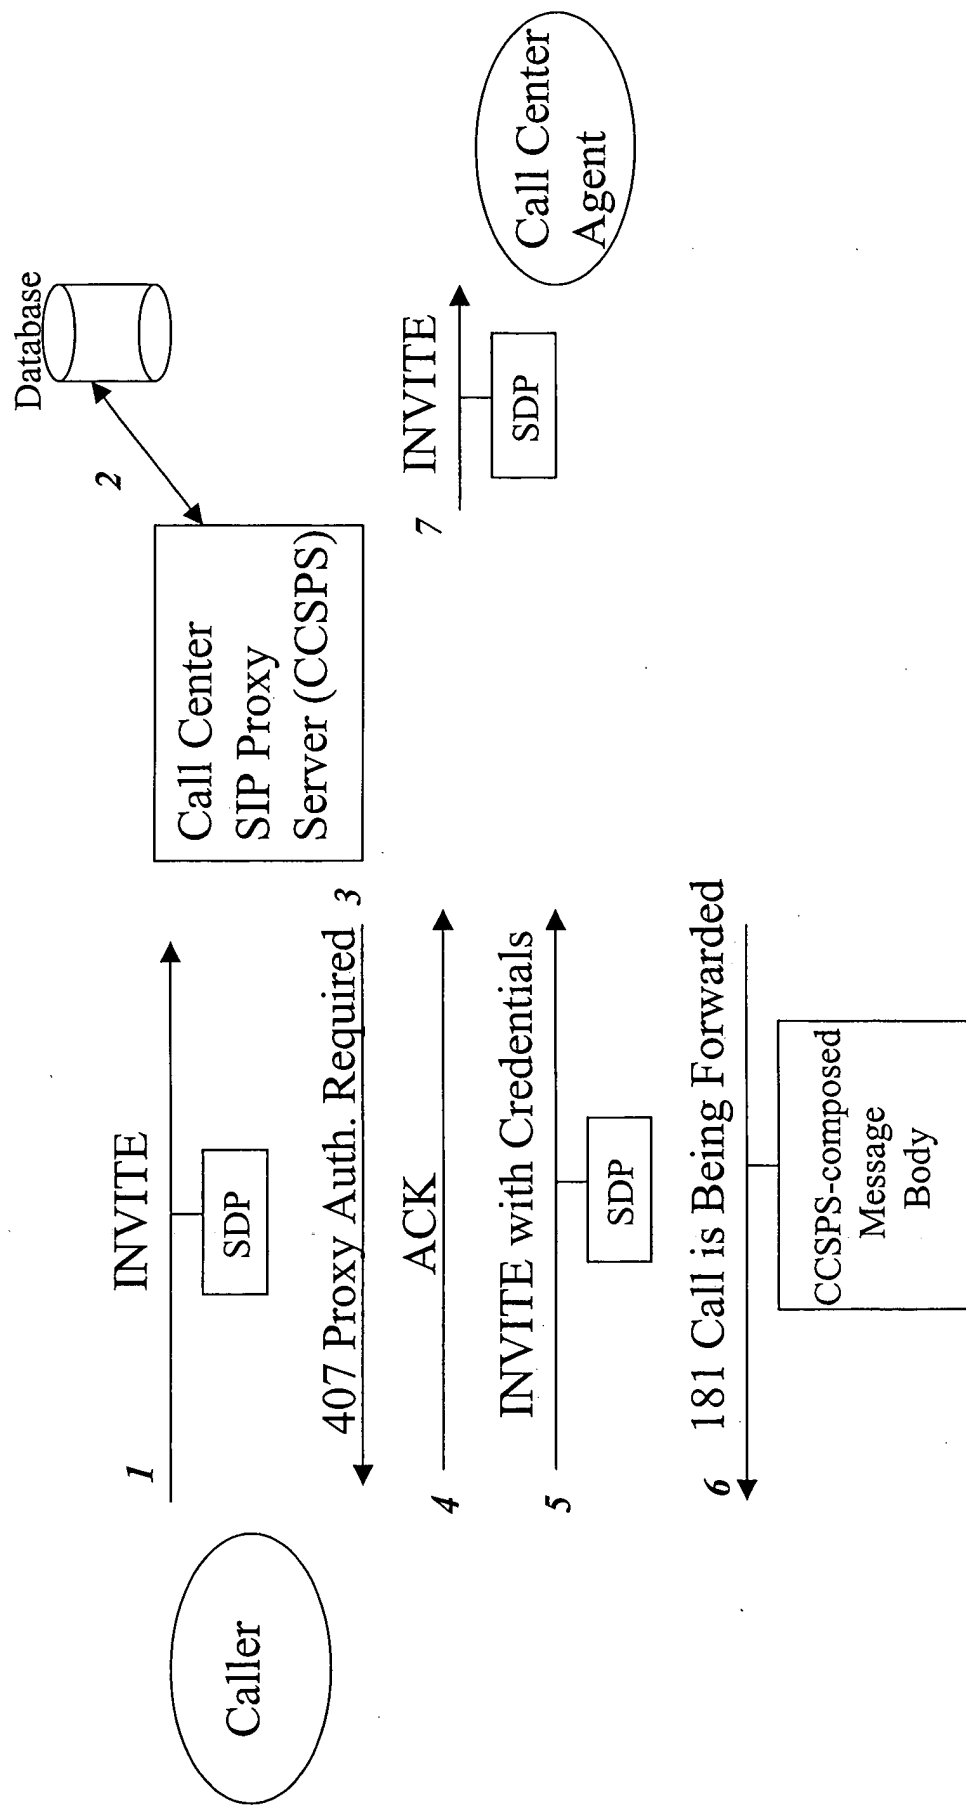 Database
1
INVITE
SDP
2
Call Center
SIP Proxy
Server (CCSPS)
Caller
407 Proxy Auth. Required
3
4
ACK
7
INVITE
SDP
Call Center
Agent
5
INVITE with Credentials
SDP
6
181 Call is Being Forwarded
CCSPS-composed
Message
Body